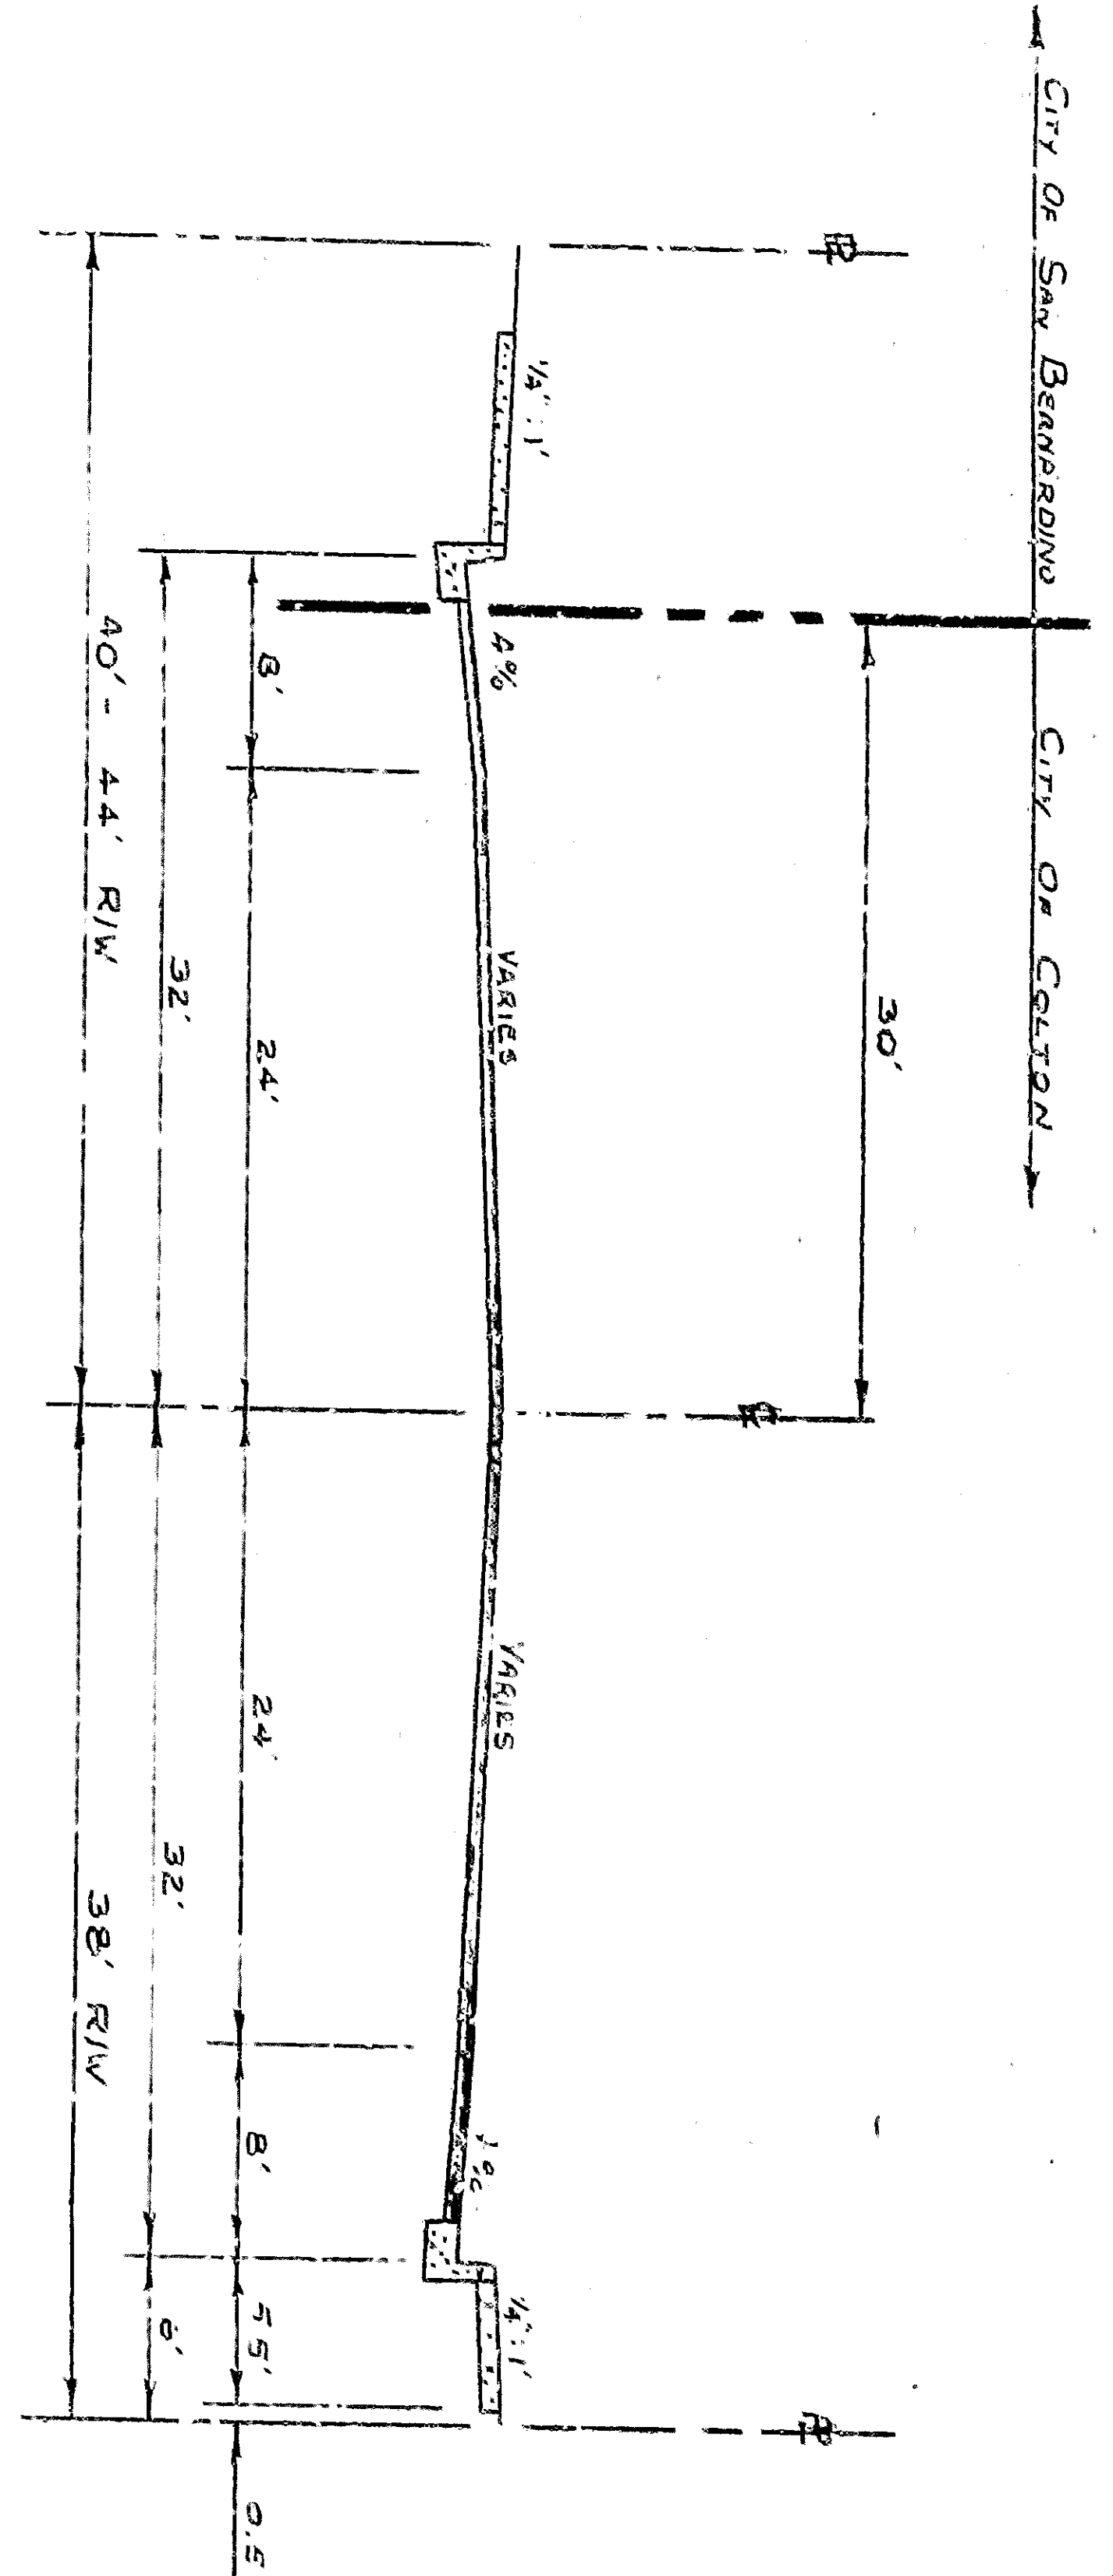 CITY OF SAN BERNARDINO
CITY OF COLTON
30'
℄
1/4" : 1'
4%
VARIES
VARIES
1/4" : 1'
8'
24'
24'
8'
5 5'
0.5
32'
32'
6'
40' - 44' R/W
38' R/W